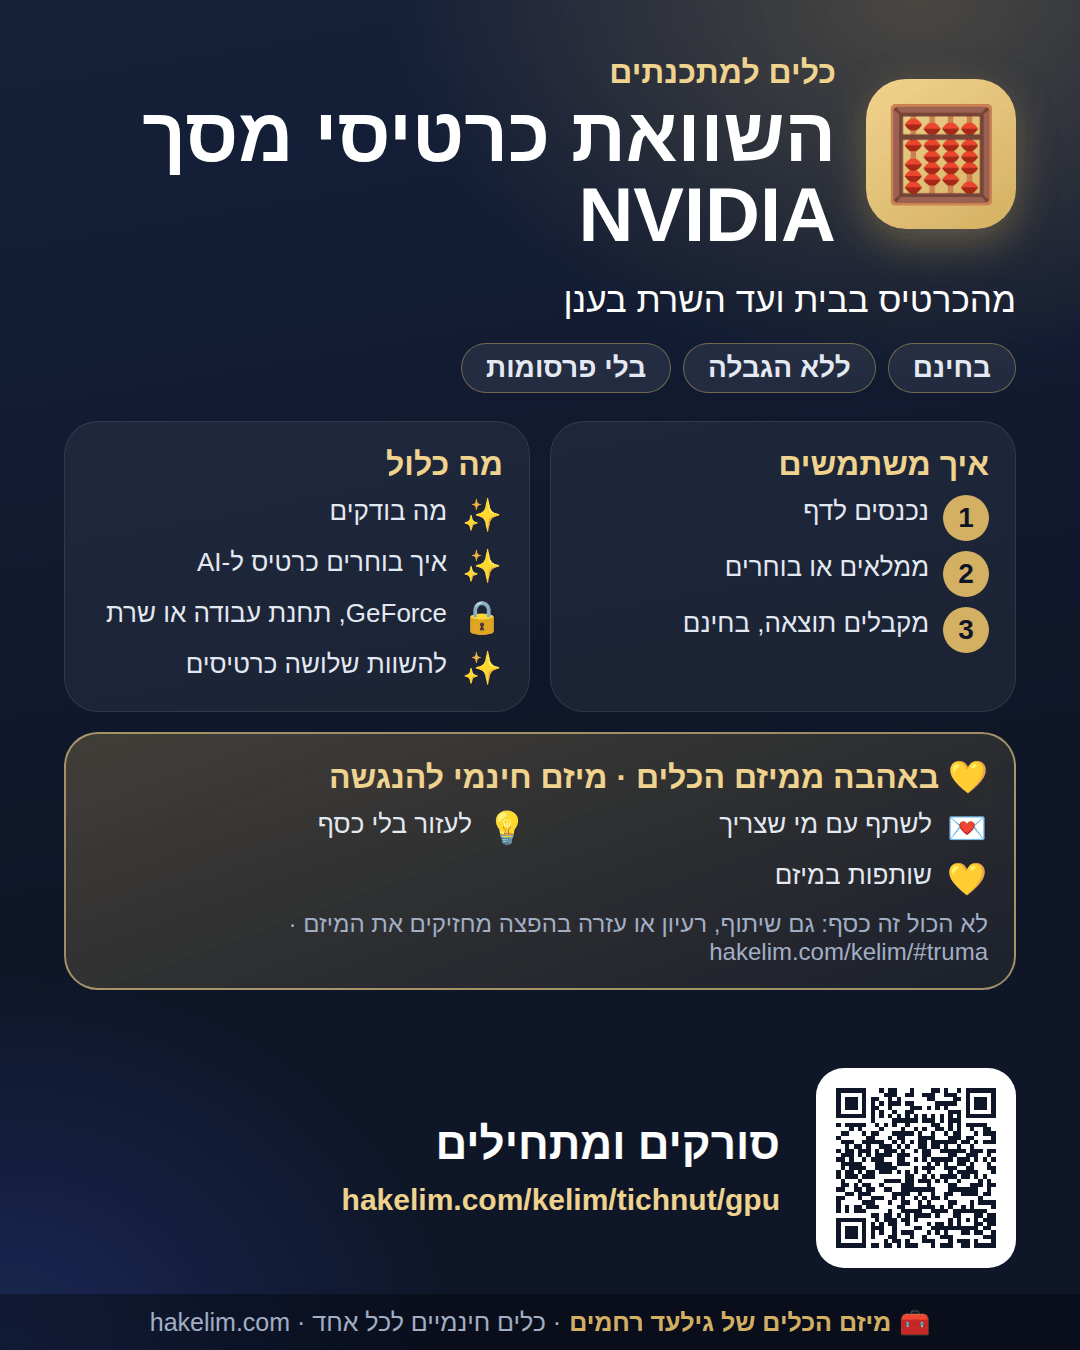 כלים למתכנתים
השוואת כרטיסי מסך
NVIDIA
מהכרטיס בבית ועד השרת בענן
בחינם
ללא הגבלה
בלי פרסומות
איך משתמשים
1 נכנסים לדף
2 ממלאים או בוחרים
3 מקבלים תוצאה, בחינם
מה כלול
מה בודקים
איך בוחרים כרטיס ל-AI
GeForce, תחנת עבודה או שרת
להשוות שלושה כרטיסים
באהבה ממיזם הכלים · מיזם חינמי להנגשה
לשתף עם מי שצריך
לעזור בלי כסף
שותפות במיזם
לא הכול זה כסף: גם שיתוף, רעיון או עזרה בהפצה מחזיקים את המיזם ·
hakelim.com/kelim/#truma
סורקים ומתחילים
hakelim.com/kelim/tichnut/gpu
מיזם הכלים של גילעד רחמים · כלים חינמיים לכל אחד · hakelim.com